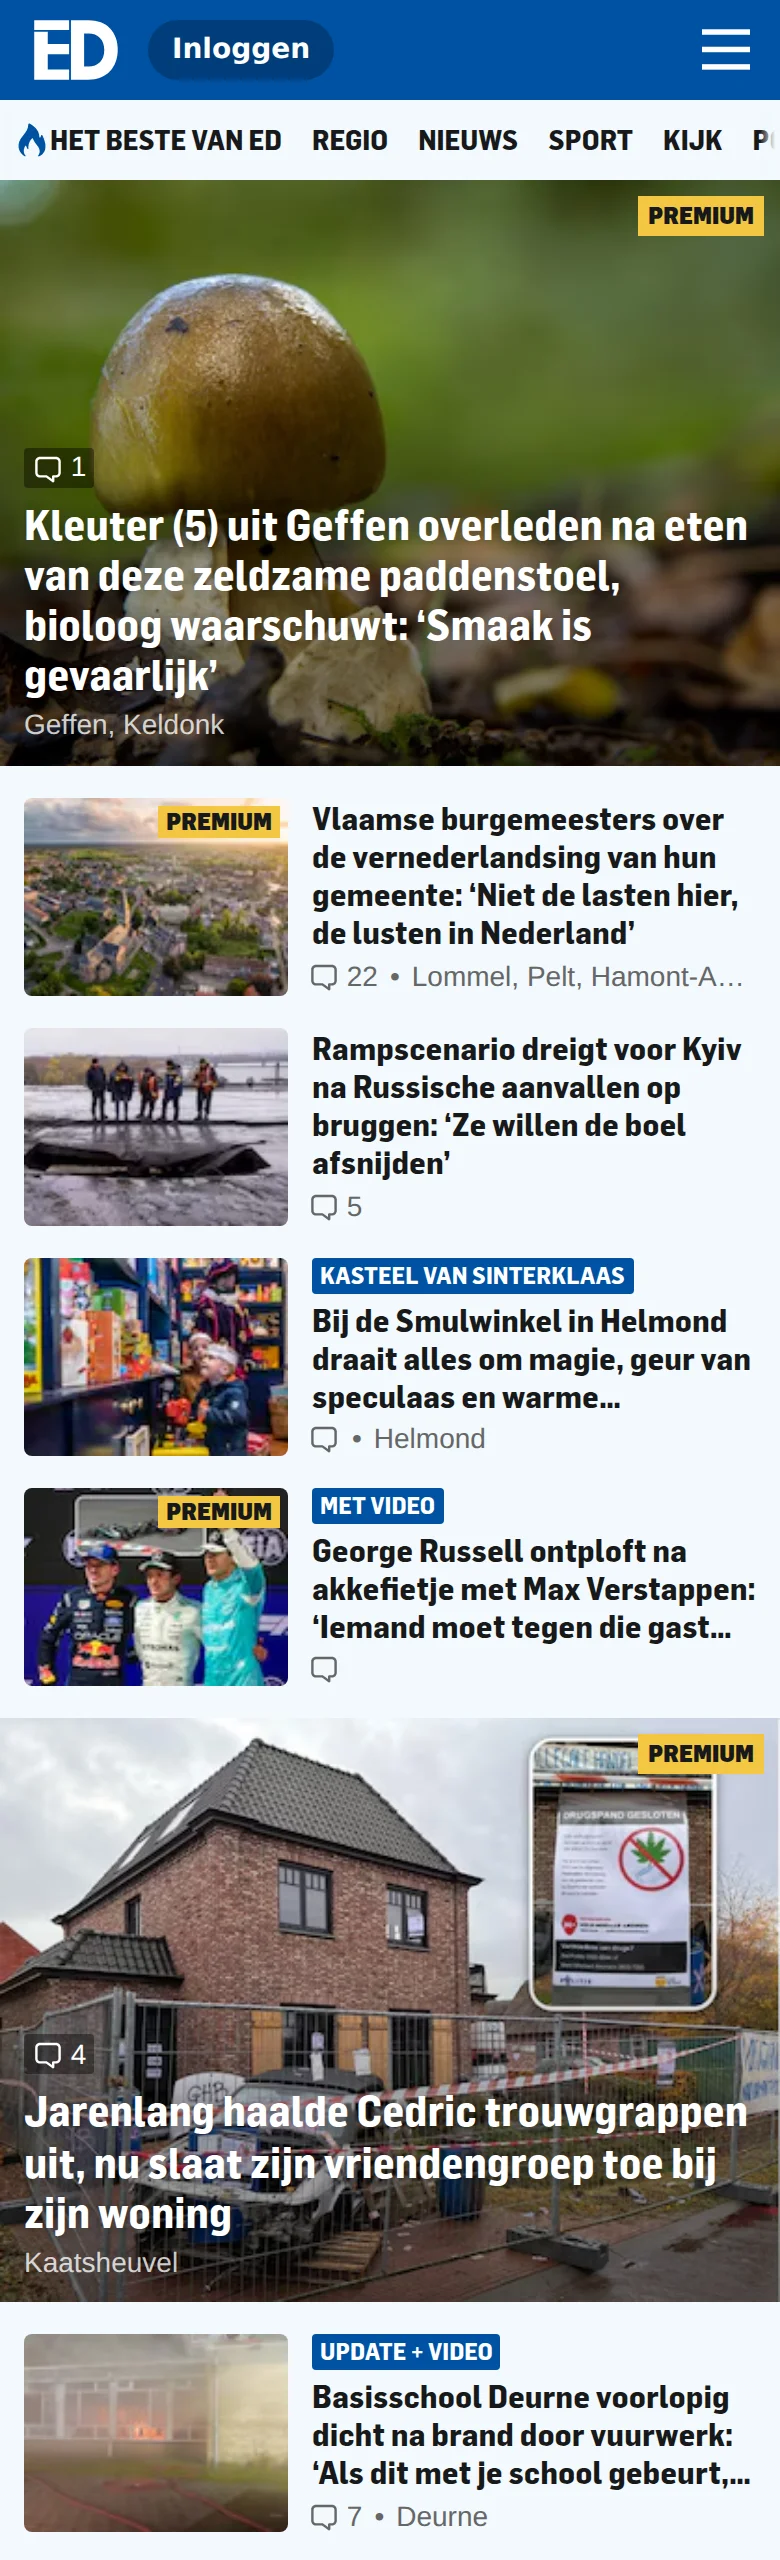 ED
Inloggen
HET BESTE VAN ED
REGIO
NIEUWS
SPORT
KIJK
PREMIUM
1
Kleuter (5) uit Geffen overleden na eten
van deze zeldzame paddenstoel,
bioloog waarschuwt: ‘Smaak is
gevaarlijk’
Geffen, Keldonk
PREMIUM
Vlaamse burgemeesters over
de vernederlandsing van hun
gemeente: ‘Niet de lasten hier,
de lusten in Nederland’
22 • Lommel, Pelt, Hamont-A…
Rampscenario dreigt voor Kyiv
na Russische aanvallen op
bruggen: ‘Ze willen de boel
afsnijden’
5
KASTEEL VAN SINTERKLAAS
Bij de Smulwinkel in Helmond
draait alles om magie, geur van
speculaas en warme…
• Helmond
PREMIUM
MET VIDEO
George Russell ontploft na
akkefietje met Max Verstappen:
‘Iemand moet tegen die gast…
PREMIUM
DRUGSPAND GESLOTEN
GHB
4
Jarenlang haalde Cedric trouwgrappen
uit, nu slaat zijn vriendengroep toe bij
zijn woning
Kaatsheuvel
UPDATE + VIDEO
Basisschool Deurne voorlopig
dicht na brand door vuurwerk:
‘Als dit met je school gebeurt,…
7 • Deurne